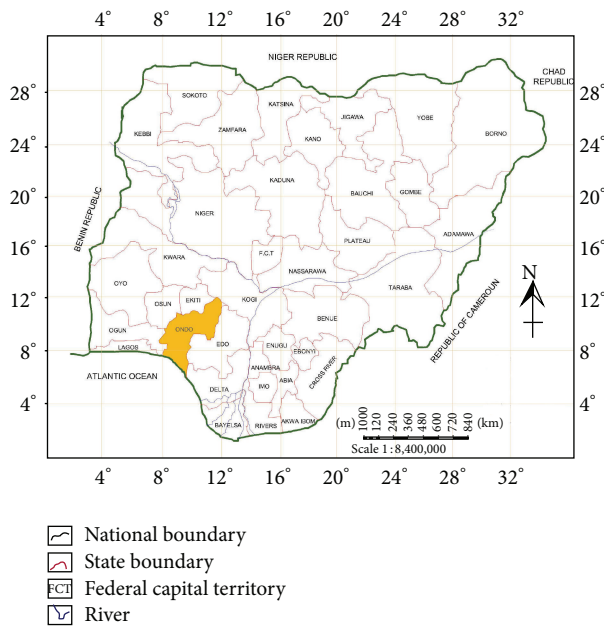 4° 8° 12° 16° 20° 24° 28° 32°
NIGER REPUBLIC
CHAD
REPUBLIC
28°
24°
20°
16°
12°
8°
4°
28°
24°
20°
16°
12°
8°
4°
SOKOTO
KATSINA
JIGAWA
YOBE
KEBBI
ZAMFARA
KANO
BORNO
KADUNA
BAUCHI
GOMBE
NIGER
BENIN REPUBLIC
PLATEAU
ADAMAWA
KWARA
F.C.T
NASSARAWA
OYO
TARABA
OSUN
EKITI
KOGI
BENUE
N
OGUN
ONDO
EDO
LAGOS
ENUGU
EBONYI
REPUBLIC OF CAMEROUN
ATLANTIC OCEAN
ANAMBRA
CROSS RIVER
DELTA
IMO
ABIA
BAYELSA
RIVERS
AKWA IBOM
(m) 1000 120 240 360 480 600 720 840 (km)
Scale 1 : 8,400,000
4° 8° 12° 16° 20° 24° 28° 32°
National boundary
State boundary
FCT Federal capital territory
River